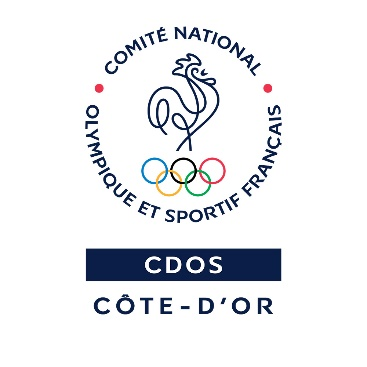 COMITÉ NATIONAL
OLYMPIQUE ET SPORTIF FRANÇAIS
CDOS
CÔTE-D'OR